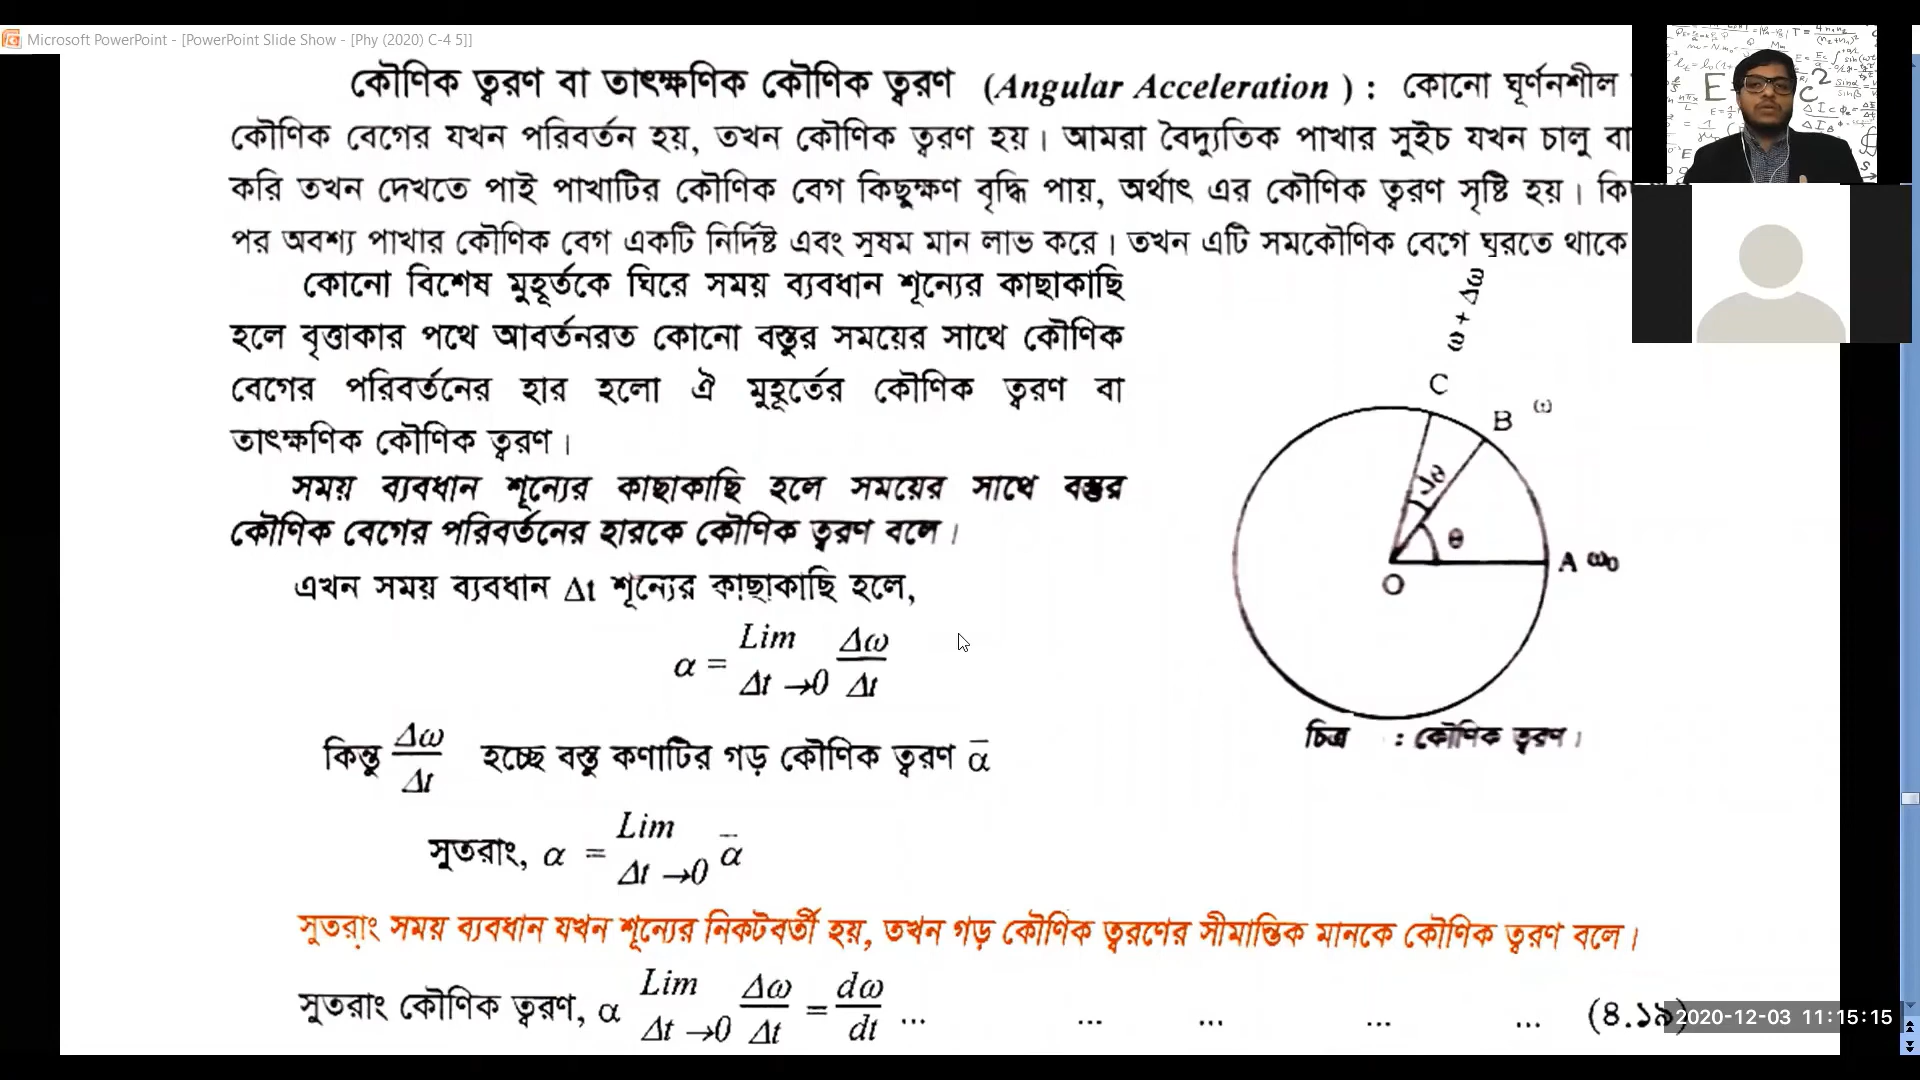 Microsoft PowerPoint - [PowerPoint Slide Show - [Phy (2020) C-4 5]]
কৌণিক ত্বরণ বা তাৎক্ষণিক কৌণিক ত্বরণ (Angular Acceleration ) : কোনো ঘূর্ণনশীল
কৌণিক বেগের যখন পরিবর্তন হয়, তখন কৌণিক ত্বরণ হয়। আমরা বৈদ্যুতিক পাখার সুইচ যখন চালু বা
করি তখন দেখতে পাই পাখাটির কৌণিক বেগ কিছুক্ষণ বৃদ্ধি পায়, অর্থাৎ এর কৌণিক ত্বরণ সৃষ্টি হয়।
পর অবশ্য পাখার কৌণিক বেগ একটি নির্দিষ্ট এবং সুষম মান লাভ করে। তখন এটি সমকৌণিক বেগে ঘুরতে থাকে
কোনো বিশেষ মুহূর্তকে ঘিরে সময় ব্যবধান শূন্যের কাছাকাছি
হলে বৃত্তাকার পথে আবর্তনরত কোনো বস্তুর সময়ের সাথে কৌণিক
বেগের পরিবর্তনের হার হলো ঐ মুহূর্তের কৌণিক ত্বরণ বা
তাৎক্ষণিক কৌণিক ত্বরণ।
সময় ব্যবধান শূন্যের কাছাকাছি হলে সময়ের সাথে বস্তুর
কৌণিক বেগের পরিবর্তনের হারকে কৌণিক ত্বরণ বলে।
এখন সময় ব্যবধান Δt শূন্যের কাছাকাছি হলে,
α = Lim Δt →0 Δω/Δt
কিন্তু Δω/Δt হচ্ছে বস্তু কণাটির গড় কৌণিক ত্বরণ ᾱ
সুতরাং, α = Lim Δt →0 ᾱ
সুতরাং সময় ব্যবধান যখন শূন্যের নিকটবর্তী হয়, তখন গড় কৌণিক ত্বরণের সীমান্তিক মানকে কৌণিক ত্বরণ বলে।
সুতরাং কৌণিক ত্বরণ, α Lim Δt →0 Δω/Δt = dω/dt ... ... ... ... ... (৪.১৯)
ω + Δω
C
B ω
Δθ
θ
A ω₀
O
চিত্র : কৌণিক ত্বরণ।
2020-12-03 11:15:15